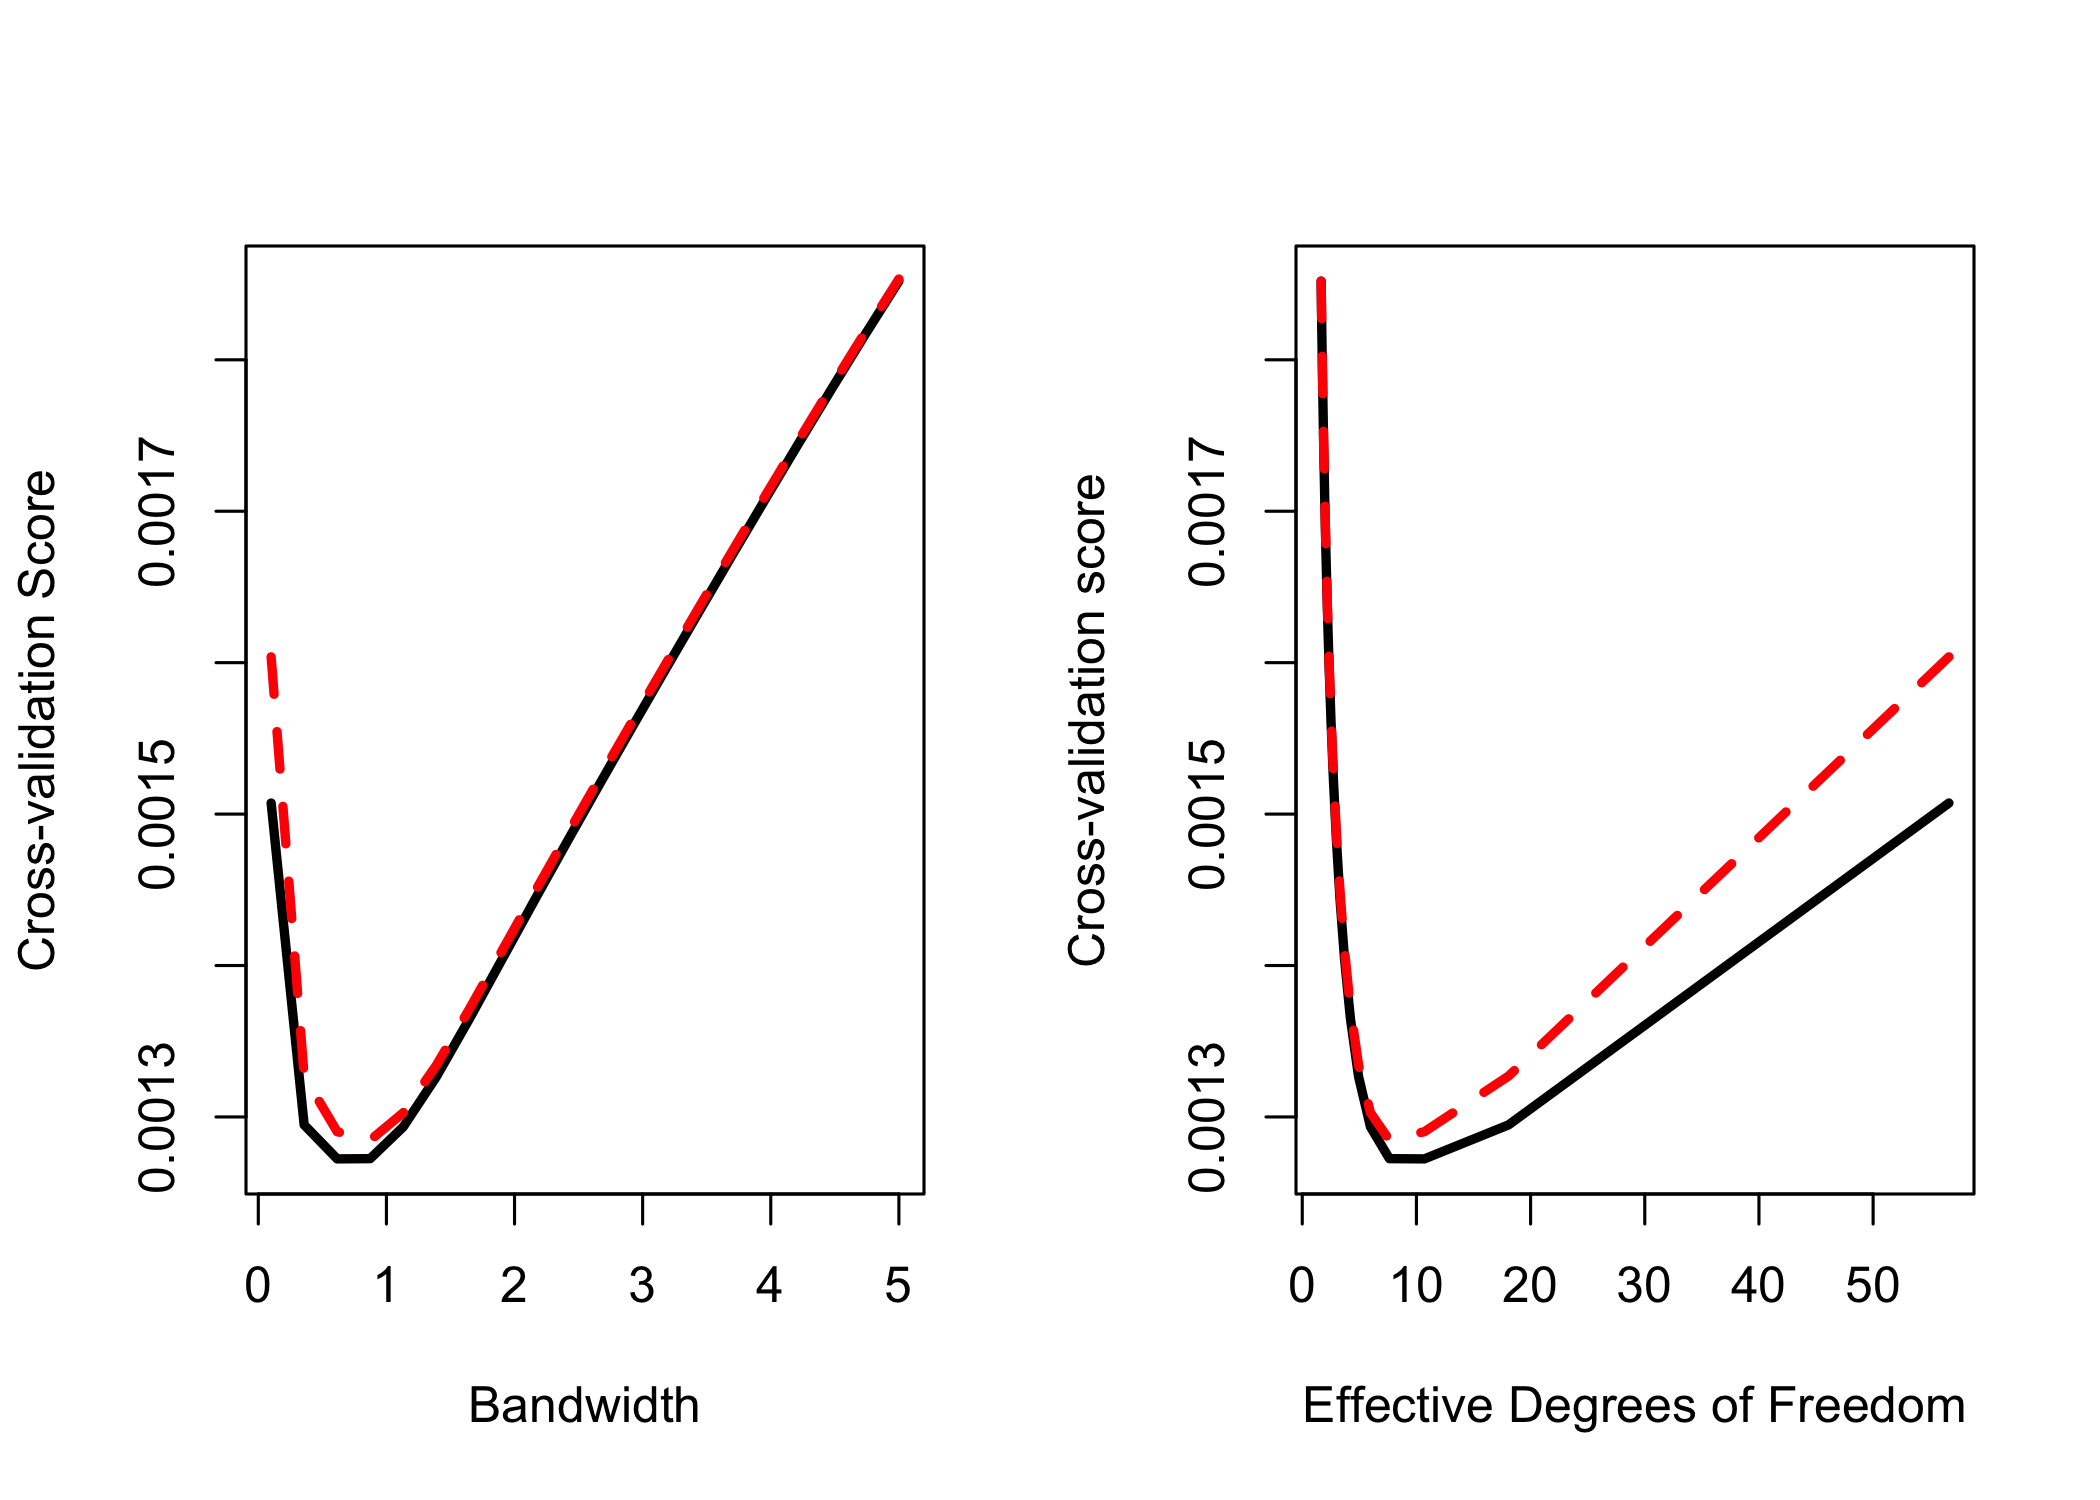 Cross-validation Score
0.0013 0.0015 0.0017
0 1 2 3 4 5
Bandwidth
Cross-validation score
0.0013 0.0015 0.0017
0 10 20 30 40 50
Effective Degrees of Freedom